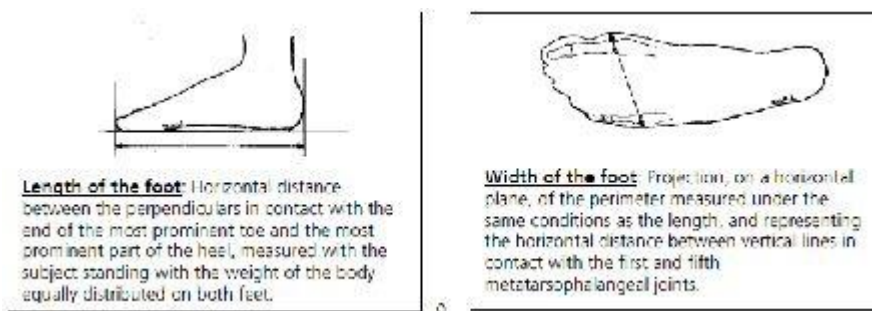 Length of the foot: Horizontal distance
between the perpendiculars in contact with the
end of the most prominent toe and the most
prominent part of the heel, measured with the
subject standing with the weight of the body
equally distributed on both feet.
Width of the foot: Projection, on a horizontal
plane, of the perimeter measured under the
same conditions as the length, and representing
the horizontal distance between vertical lines in
contact with the first and fifth
metatarsophalangeal joints.